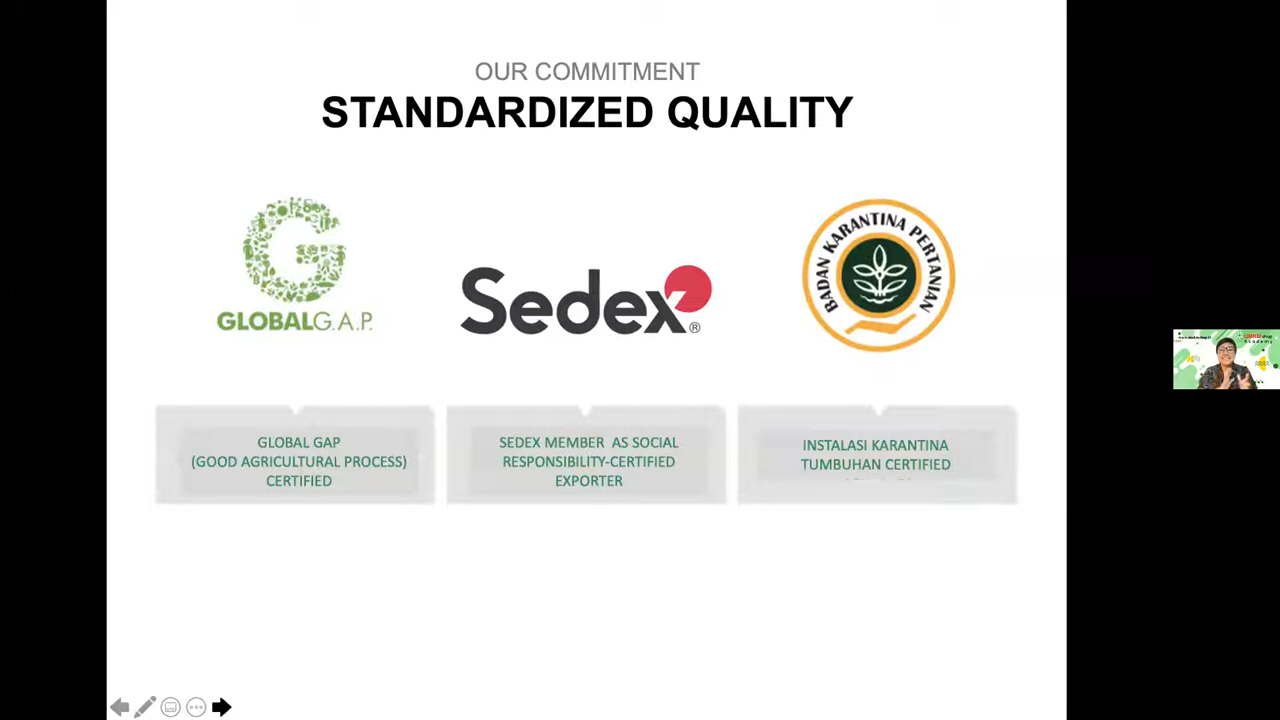 OUR COMMITMENT
STANDARDIZED QUALITY
GLOBALG.A.P.
Sedex®
BADAN KARANTINA PERTANIAN
GLOBAL GAP
(GOOD AGRICULTURAL PROCESS)
CERTIFIED
SEDEX MEMBER AS SOCIAL
RESPONSIBILITY-CERTIFIED
EXPORTER
INSTALASI KARANTINA
TUMBUHAN CERTIFIED